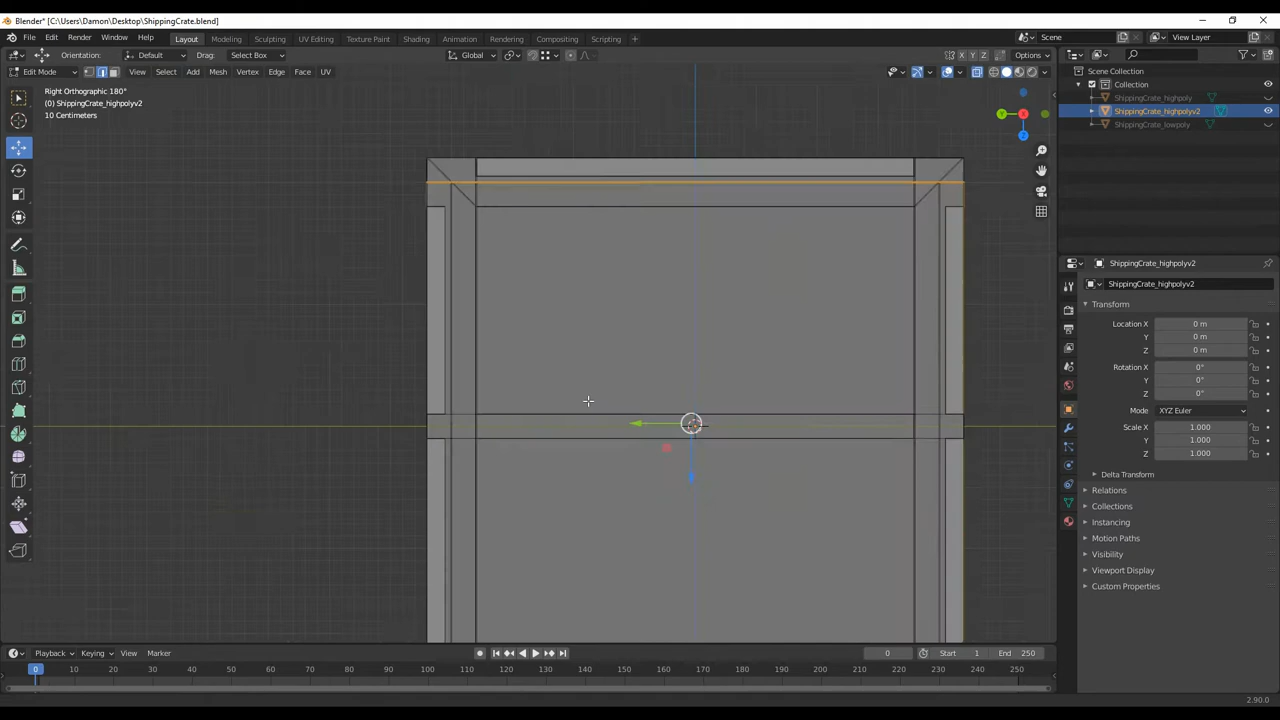 Blender* [C:\Users\Damon\Desktop\ShippingCrate.blend]
File Edit Render Window Help Layout Modeling Sculpting UV Editing Texture Paint Shading Animation Rendering Compositing Scripting + Scene View Layer
Orientation: Default Drag: Select Box Global X Y Z Options
Edit Mode View Select Add Mesh Vertex Edge Face UV
Right Orthographic 180°
(0) ShippingCrate_highpolyv2
10 Centimeters
Y X Z
Scene Collection
Collection
ShippingCrate_highpoly
ShippingCrate_highpolyv2
ShippingCrate_lowpoly
ShippingCrate_highpolyv2
ShippingCrate_highpolyv2
Transform
Location X 0 m
Y 0 m
Z 0 m
Rotation X 0°
Y 0°
Z 0°
Mode XYZ Euler
Scale X 1.000
Y 1.000
Z 1.000
Delta Transform
Relations
Collections
Instancing
Motion Paths
Visibility
Viewport Display
Custom Properties
Playback Keying View Marker 0 Start 1 End 250
0 10 20 30 40 50 60 70 80 90 100 110 120 130 140 150 160 170 180 190 200 210 220 230 240 250
2.90.0